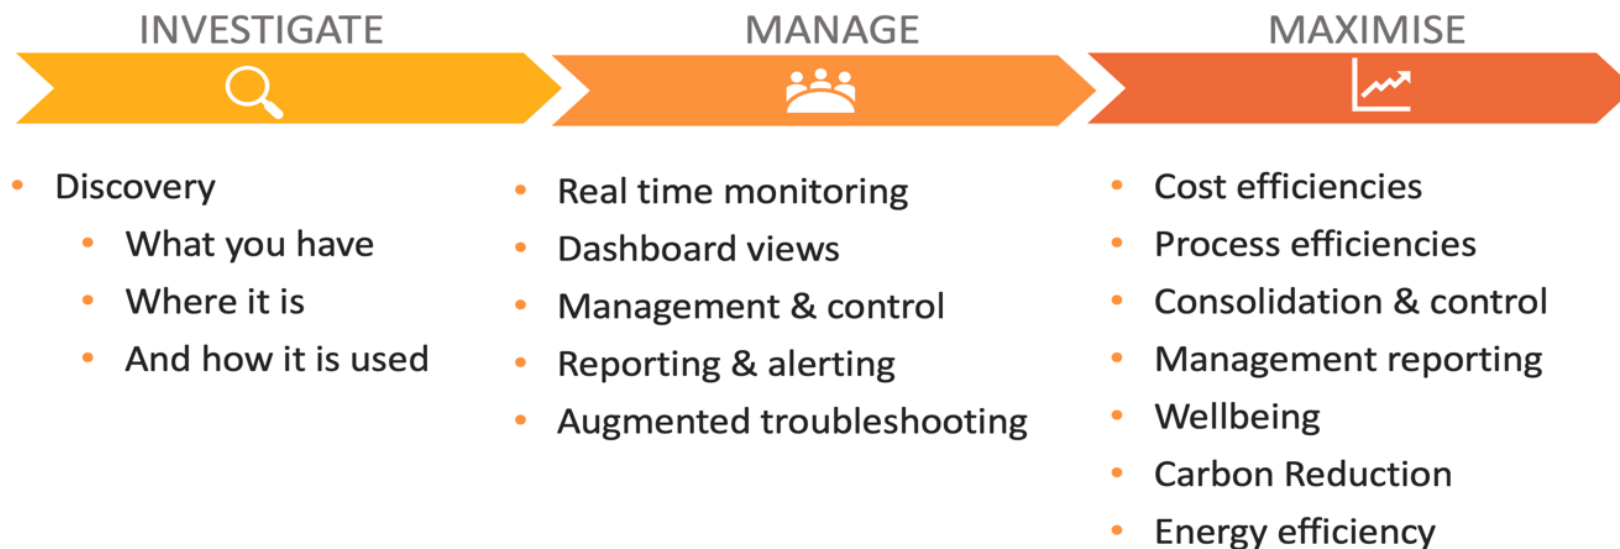 INVESTIGATE
Discovery
What you have
Where it is
And how it is used
MANAGE
Real time monitoring
Dashboard views
Management & control
Reporting & alerting
Augmented troubleshooting
MAXIMISE
Cost efficiencies
Process efficiencies
Consolidation & control
Management reporting
Wellbeing
Carbon Reduction
Energy efficiency